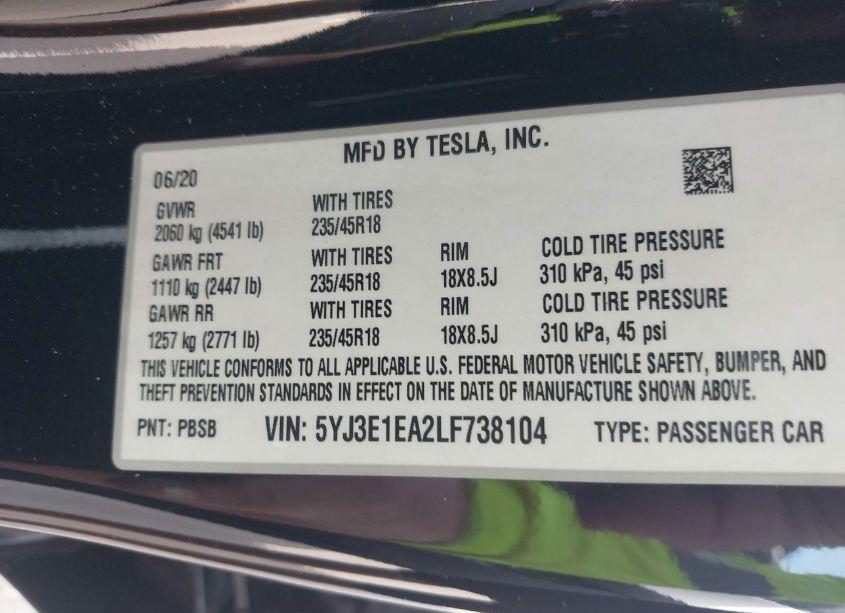 MFD BY TESLA, INC.
06/20
GVWR WITH TIRES
2060 kg (4541 lb) 235/45R18
GAWR FRT WITH TIRES RIM COLD TIRE PRESSURE
1110 kg (2447 lb) 235/45R18 18X8.5J 310 kPa, 45 psi
GAWR RR WITH TIRES RIM COLD TIRE PRESSURE
1257 kg (2771 lb) 235/45R18 18X8.5J 310 kPa, 45 psi
THIS VEHICLE CONFORMS TO ALL APPLICABLE U.S. FEDERAL MOTOR VEHICLE SAFETY, BUMPER, AND
THEFT PREVENTION STANDARDS IN EFFECT ON THE DATE OF MANUFACTURE SHOWN ABOVE.
PNT: PBSB VIN: 5YJ3E1EA2LF738104 TYPE: PASSENGER CAR